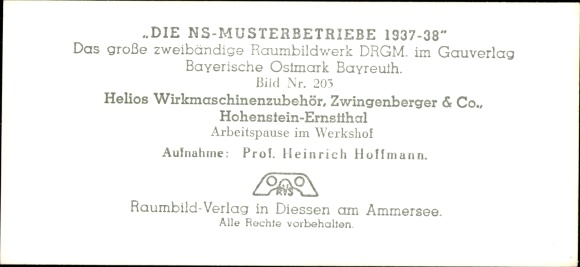 „DIE NS-MUSTERBETRIEBE 1937-38"
Das große zweibändige Raumbildwerk DRGM. im Gauverlag
Bayerische Ostmark Bayreuth.
Bild Nr. 203
Helios Wirkmaschinenzubehör, Zwingenberger & Co.,
Hohenstein-Ernstthal
Arbeitspause im Werkshof
Aufnahme: Prof. Heinrich Hoffmann.
RVS
Raumbild-Verlag in Diessen am Ammersee.
Alle Rechte vorbehalten.